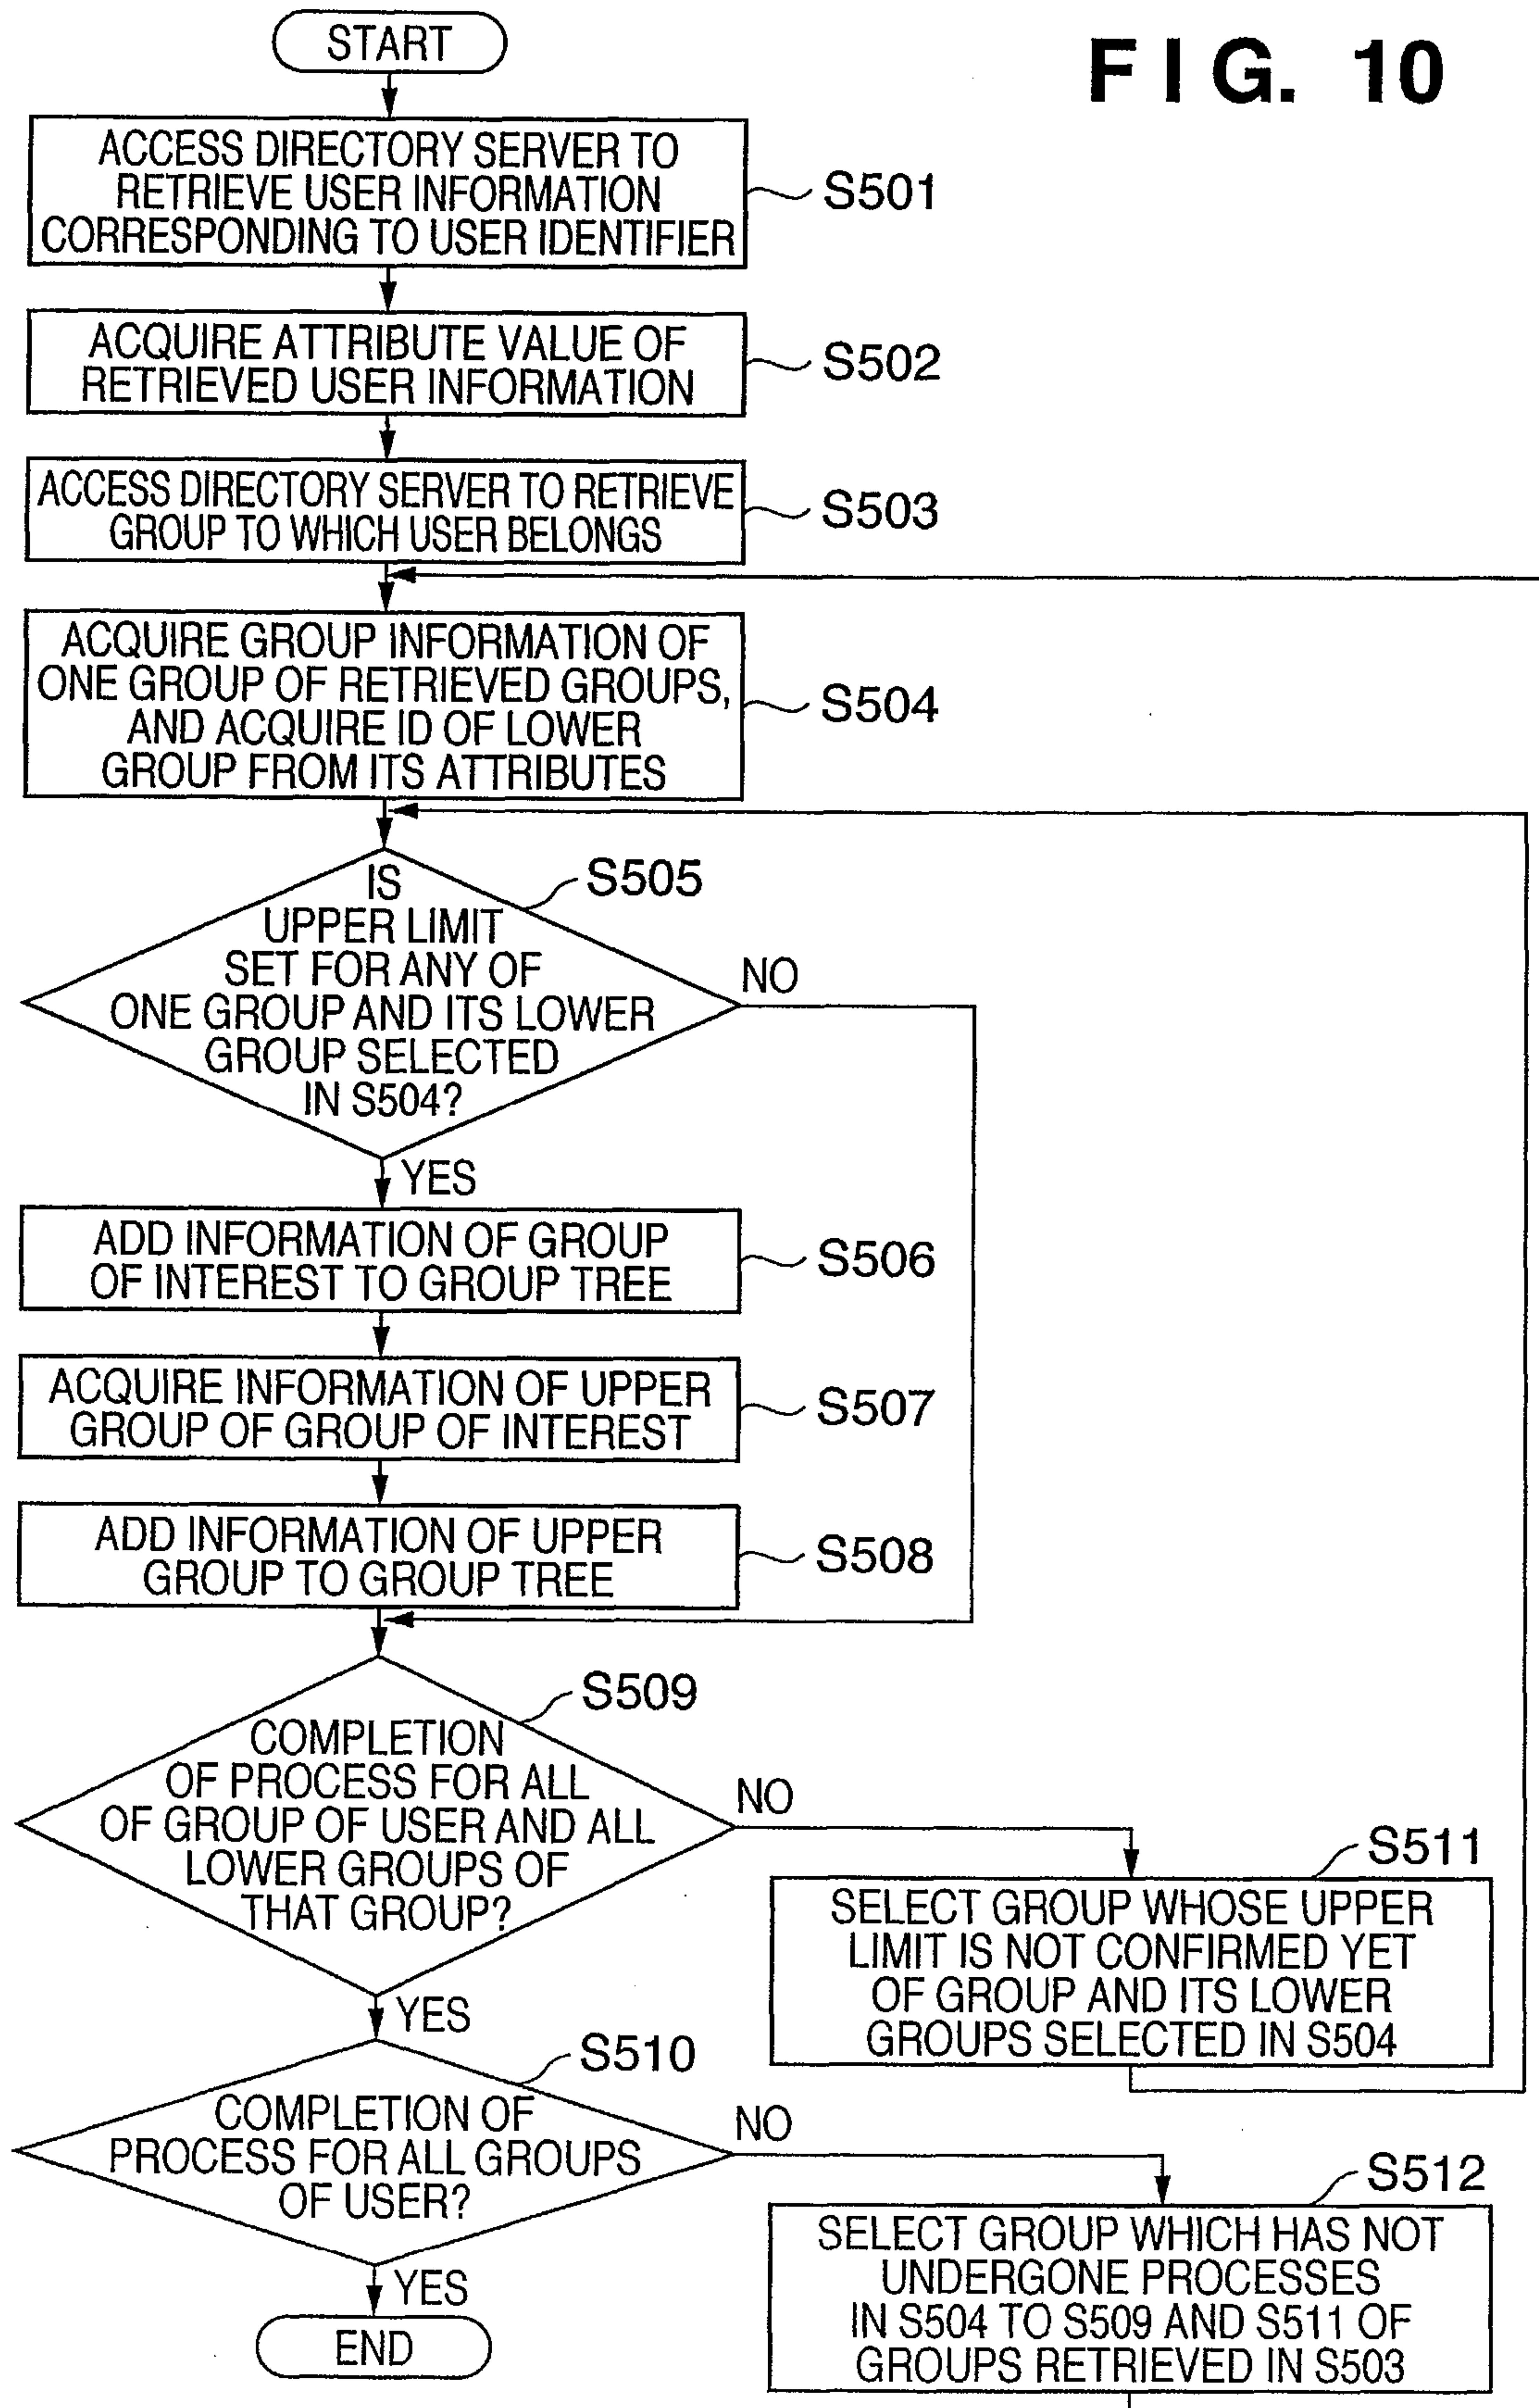 FIG. 10
START
ACCESS DIRECTORY SERVER TO
RETRIEVE USER INFORMATION
CORRESPONDING TO USER IDENTIFIER
S501
ACQUIRE ATTRIBUTE VALUE OF
RETRIEVED USER INFORMATION
S502
ACCESS DIRECTORY SERVER TO RETRIEVE
GROUP TO WHICH USER BELONGS
S503
ACQUIRE GROUP INFORMATION OF
ONE GROUP OF RETRIEVED GROUPS,
AND ACQUIRE ID OF LOWER
GROUP FROM ITS ATTRIBUTES
S504
IS
UPPER LIMIT
SET FOR ANY OF
ONE GROUP AND ITS LOWER
GROUP SELECTED
IN S504?
S505
NO
YES
ADD INFORMATION OF GROUP
OF INTEREST TO GROUP TREE
S506
ACQUIRE INFORMATION OF UPPER
GROUP OF GROUP OF INTEREST
S507
ADD INFORMATION OF UPPER
GROUP TO GROUP TREE
S508
COMPLETION
OF PROCESS FOR ALL
OF GROUP OF USER AND ALL
LOWER GROUPS OF
THAT GROUP?
S509
NO
YES
SELECT GROUP WHOSE UPPER
LIMIT IS NOT CONFIRMED YET
OF GROUP AND ITS LOWER
GROUPS SELECTED IN S504
S511
COMPLETION OF
PROCESS FOR ALL GROUPS
OF USER?
S510
NO
YES
SELECT GROUP WHICH HAS NOT
UNDERGONE PROCESSES
IN S504 TO S509 AND S511 OF
GROUPS RETRIEVED IN S503
S512
END